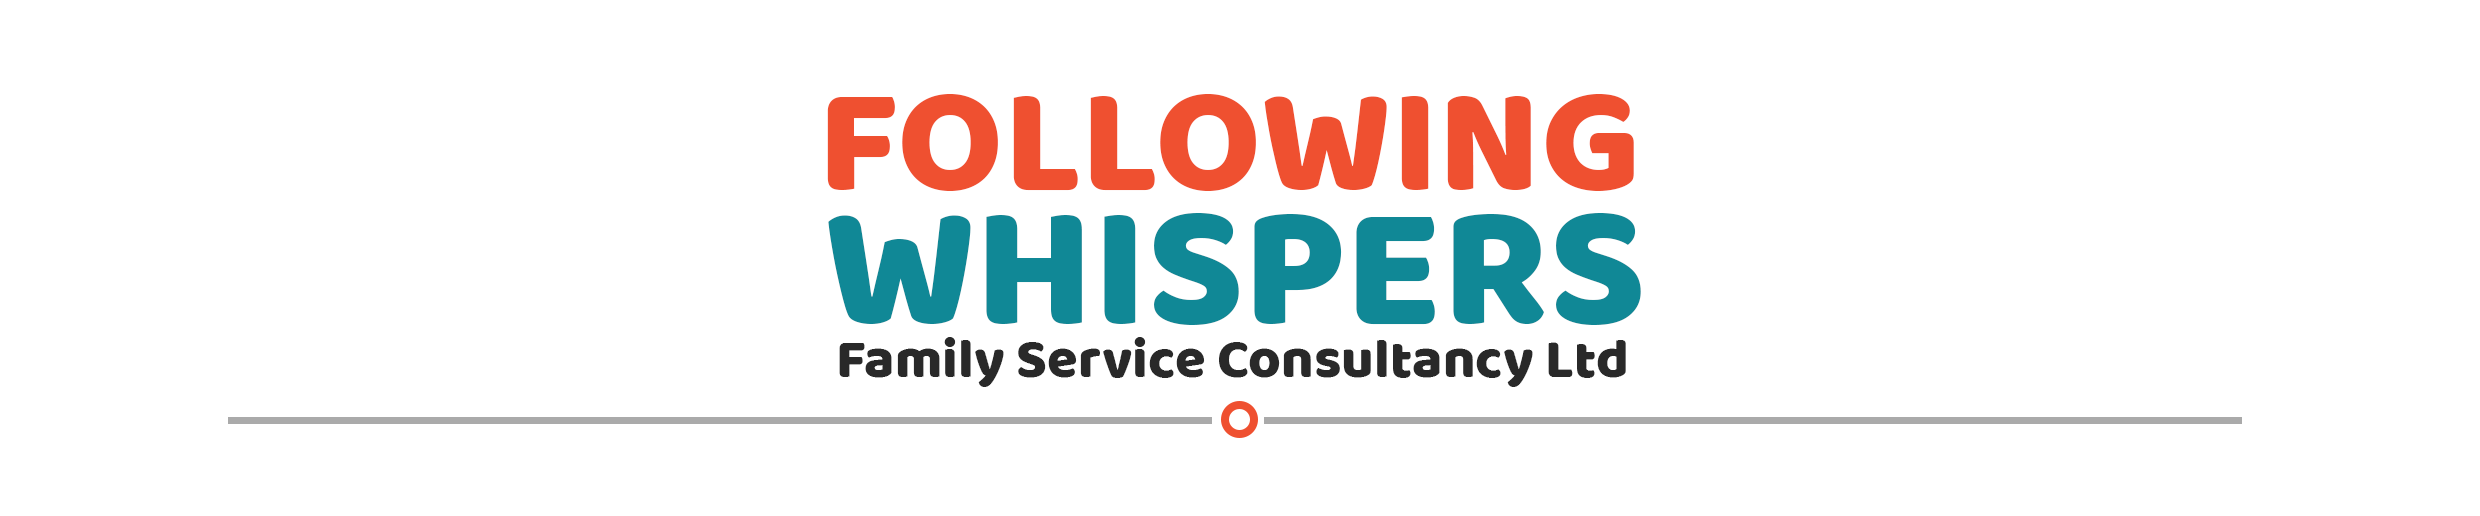 FOLLOWING
WHISPERS
Family Service Consultancy Ltd